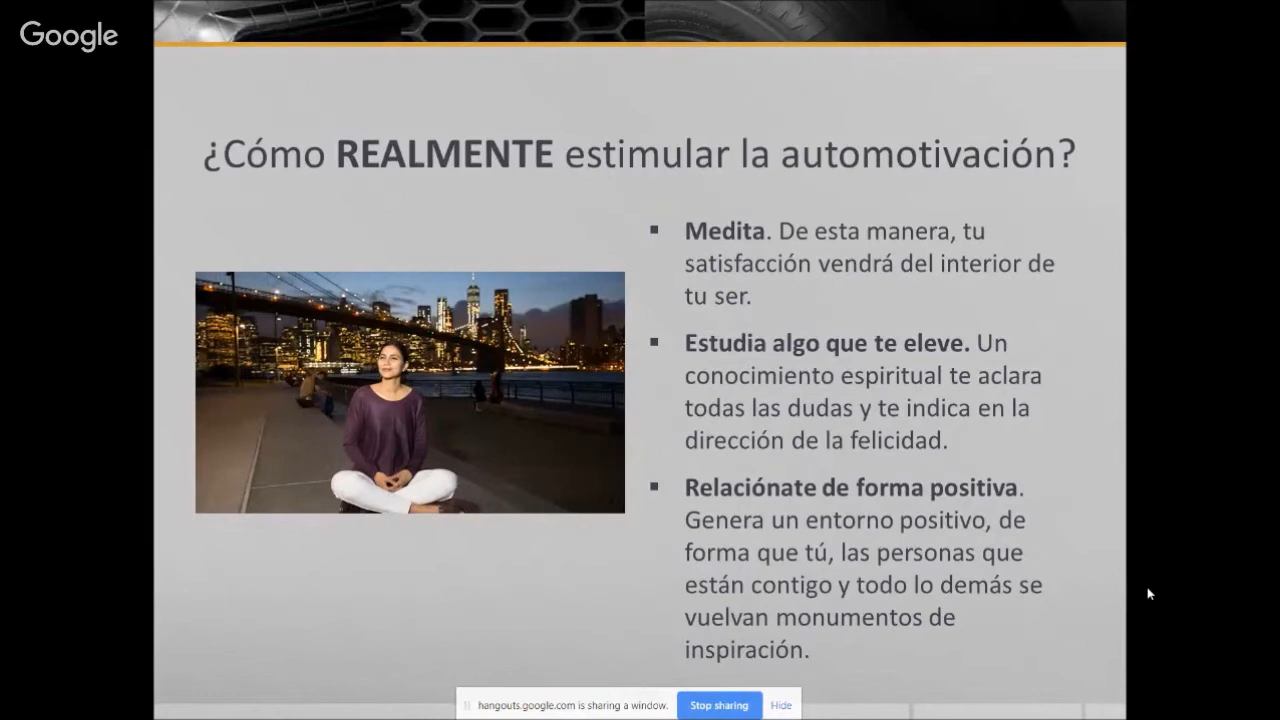 Google
¿Cómo REALMENTE estimular la automotivación?
▪ Medita. De esta manera, tu
satisfacción vendrá del interior de
tu ser.
▪ Estudia algo que te eleve. Un
conocimiento espiritual te aclara
todas las dudas y te indica en la
dirección de la felicidad.
▪ Relaciónate de forma positiva.
Genera un entorno positivo, de
forma que tú, las personas que
están contigo y todo lo demás se
vuelvan monumentos de
inspiración.
hangouts.google.com is sharing a window. Stop sharing Hide